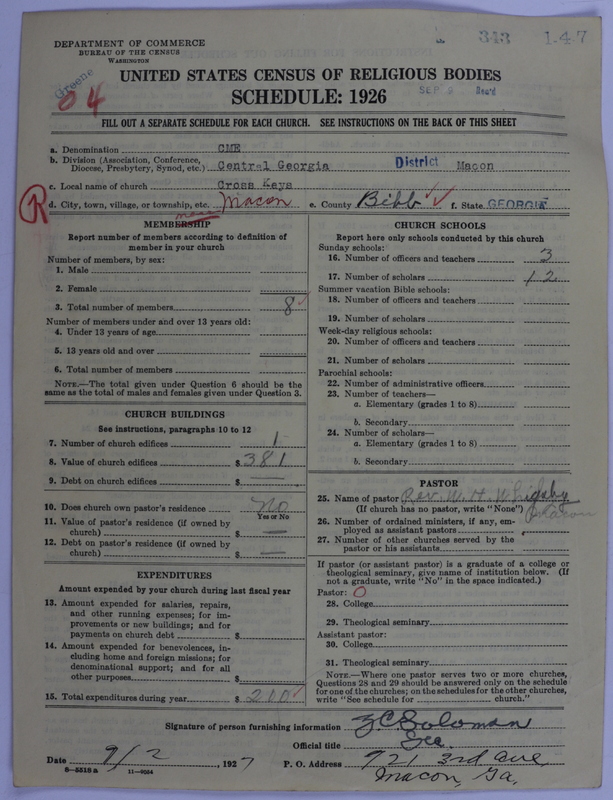 343 147
DEPARTMENT OF COMMERCE
BUREAU OF THE CENSUS
WASHINGTON
Greene
04
UNITED STATES CENSUS OF RELIGIOUS BODIES
SCHEDULE: 1926
SEP 9 Rec'd
FILL OUT A SEPARATE SCHEDULE FOR EACH CHURCH. SEE INSTRUCTIONS ON THE BACK OF THIS SHEET
a. Denomination CME
b. Division (Association, Conference, Diocese, Presbytery, Synod, etc.) Central Georgia District Macon
c. Local name of church Cross Keys
R d. City, town, village, or township, etc. Macon e. County Bibb f. State GEORGIA
MEMBERSHIP
Report number of members according to definition of
member in your church
Number of members, by sex:
1. Male
2. Female
3. Total number of members 8
Number of members under and over 13 years old:
4. Under 13 years of age
5. 13 years old and over
6. Total number of members
NOTE.—The total given under Question 6 should be
same as the total of males and females given under Question 3.
CHURCH BUILDINGS
See instructions, paragraphs 10 to 12
7. Number of church edifices 1
8. Value of church edifices $ 381
9. Debt on church edifices $ —
10. Does church own pastor's residence No
Yes or No
11. Value of pastor's residence (if owned by
church) $ —
12. Debt on pastor's residence (if owned by
church) $ —
EXPENDITURES
Amount expended by your church during last fiscal year
13. Amount expended for salaries, repairs,
and other running expenses; for im-
provements or new buildings; and for
payments on church debt $
14. Amount expended for benevolences, in-
cluding home and foreign missions; for
denominational support; and for all
other purposes $
15. Total expenditures during year $ 200
CHURCH SCHOOLS
Report here only schools conducted by this church
Sunday schools:
16. Number of officers and teachers 3
17. Number of scholars 12
Summer vacation Bible schools:
18. Number of officers and teachers
19. Number of scholars
Week-day religious schools:
20. Number of officers and teachers
21. Number of scholars
Parochial schools:
22. Number of administrative officers
23. Number of teachers—
a. Elementary (grades 1 to 8)
b. Secondary
24. Number of scholars—
a. Elementary (grades 1 to 8)
b. Secondary
PASTOR
25. Name of pastor Rev. W. H. Whigsby
(If church has no pastor, write "None") Macon
26. Number of ordained ministers, if any, em-
ployed as assistant pastors
27. Number of other churches served by the
pastor or his assistants
If pastor (or assistant pastor) is a graduate of a college or
theological seminary, give name of institution below. (If
not a graduate, write "No" in the space indicated.)
Pastor: O
28. College
29. Theological seminary
Assistant pastor:
30. College
31. Theological seminary
NOTE.—Where one pastor serves two or more churches,
Questions 28 and 29 should be answered only on the schedule
for one of the churches; on the schedules for the other churches,
write "See schedule for church."
Signature of person furnishing information Z C Soloman
Official title Sec.
Date 9/2, 1927 P. O. Address 721 3rd ave
8-5518 a 11-9264 Macon, Ga.